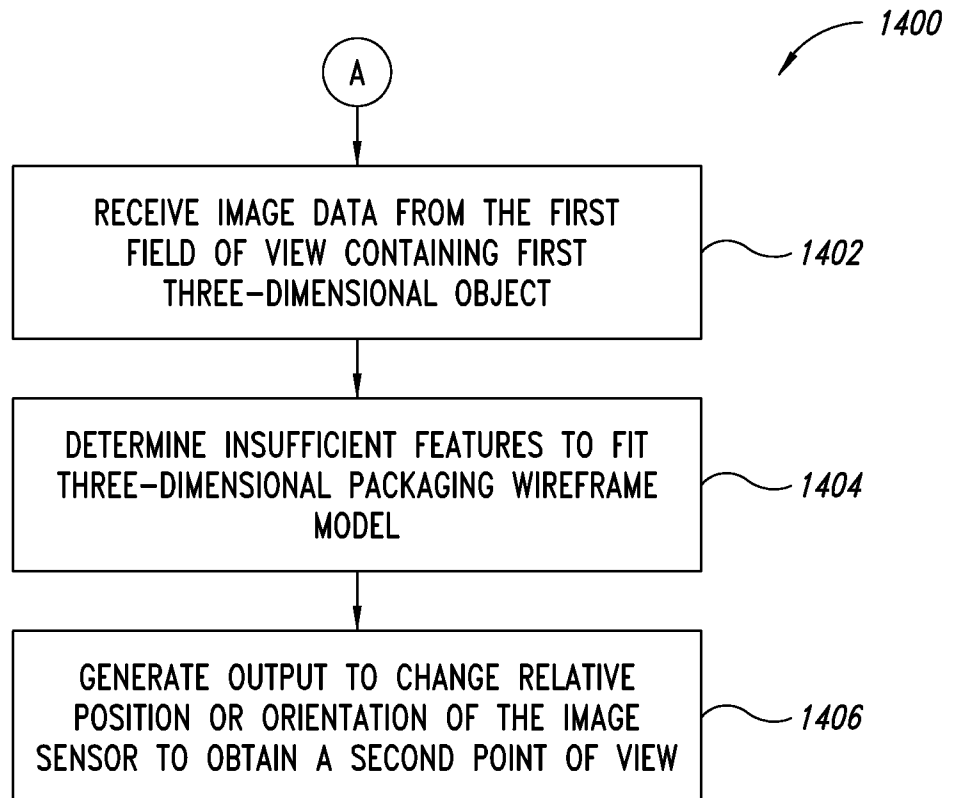 1400
A
RECEIVE IMAGE DATA FROM THE FIRST
FIELD OF VIEW CONTAINING FIRST
THREE-DIMENSIONAL OBJECT
1402
DETERMINE INSUFFICIENT FEATURES TO FIT
THREE-DIMENSIONAL PACKAGING WIREFRAME
MODEL
1404
GENERATE OUTPUT TO CHANGE RELATIVE
POSITION OR ORIENTATION OF THE IMAGE
SENSOR TO OBTAIN A SECOND POINT OF VIEW
1406